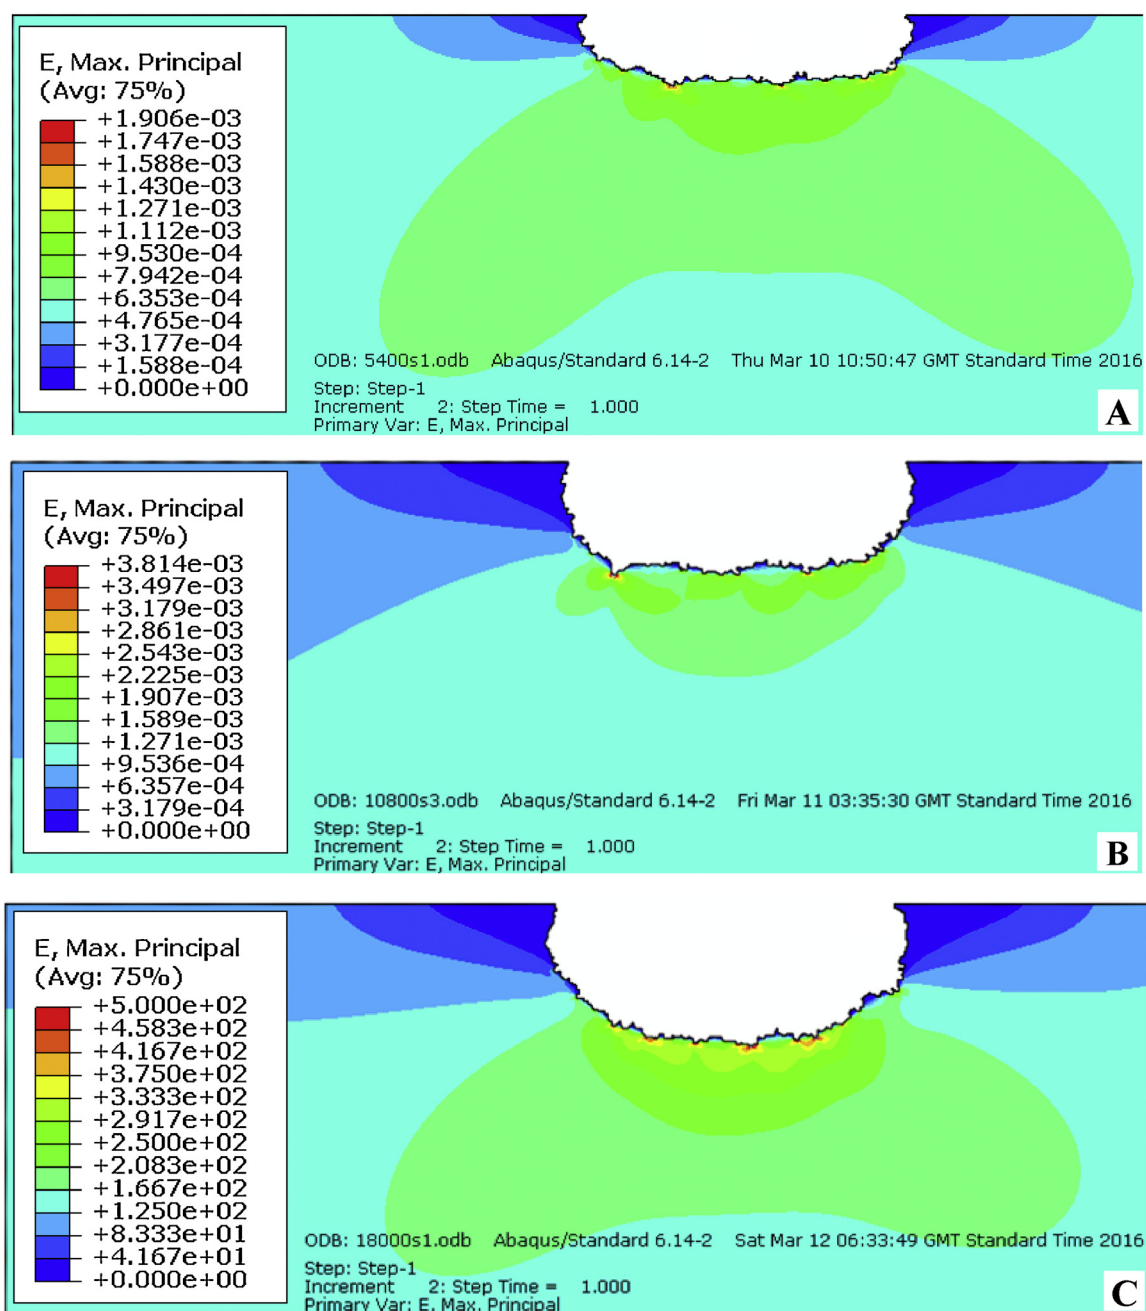 E, Max. Principal
(Avg: 75%)
+1.906e-03
+1.747e-03
+1.588e-03
+1.430e-03
+1.271e-03
+1.112e-03
+9.530e-04
+7.942e-04
+6.353e-04
+4.765e-04
+3.177e-04
+1.588e-04
+0.000e+00
ODB: 5400s1.odb Abaqus/Standard 6.14-2 Thu Mar 10 10:50:47 GMT Standard Time 2016
Step: Step-1
Increment 2: Step Time = 1.000
Primary Var: E, Max. Principal
A
E, Max. Principal
(Avg: 75%)
+3.814e-03
+3.497e-03
+3.179e-03
+2.861e-03
+2.543e-03
+2.225e-03
+1.907e-03
+1.589e-03
+1.271e-03
+9.536e-04
+6.357e-04
+3.179e-04
+0.000e+00
ODB: 10800s3.odb Abaqus/Standard 6.14-2 Fri Mar 11 03:35:30 GMT Standard Time 2016
Step: Step-1
Increment 2: Step Time = 1.000
Primary Var: E, Max. Principal
B
E, Max. Principal
(Avg: 75%)
+5.000e+02
+4.583e+02
+4.167e+02
+3.750e+02
+3.333e+02
+2.917e+02
+2.500e+02
+2.083e+02
+1.667e+02
+1.250e+02
+8.333e+01
+4.167e+01
+0.000e+00
ODB: 18000s1.odb Abaqus/Standard 6.14-2 Sat Mar 12 06:33:49 GMT Standard Time 2016
Step: Step-1
Increment 2: Step Time = 1.000
Primary Var: E, Max. Principal
C